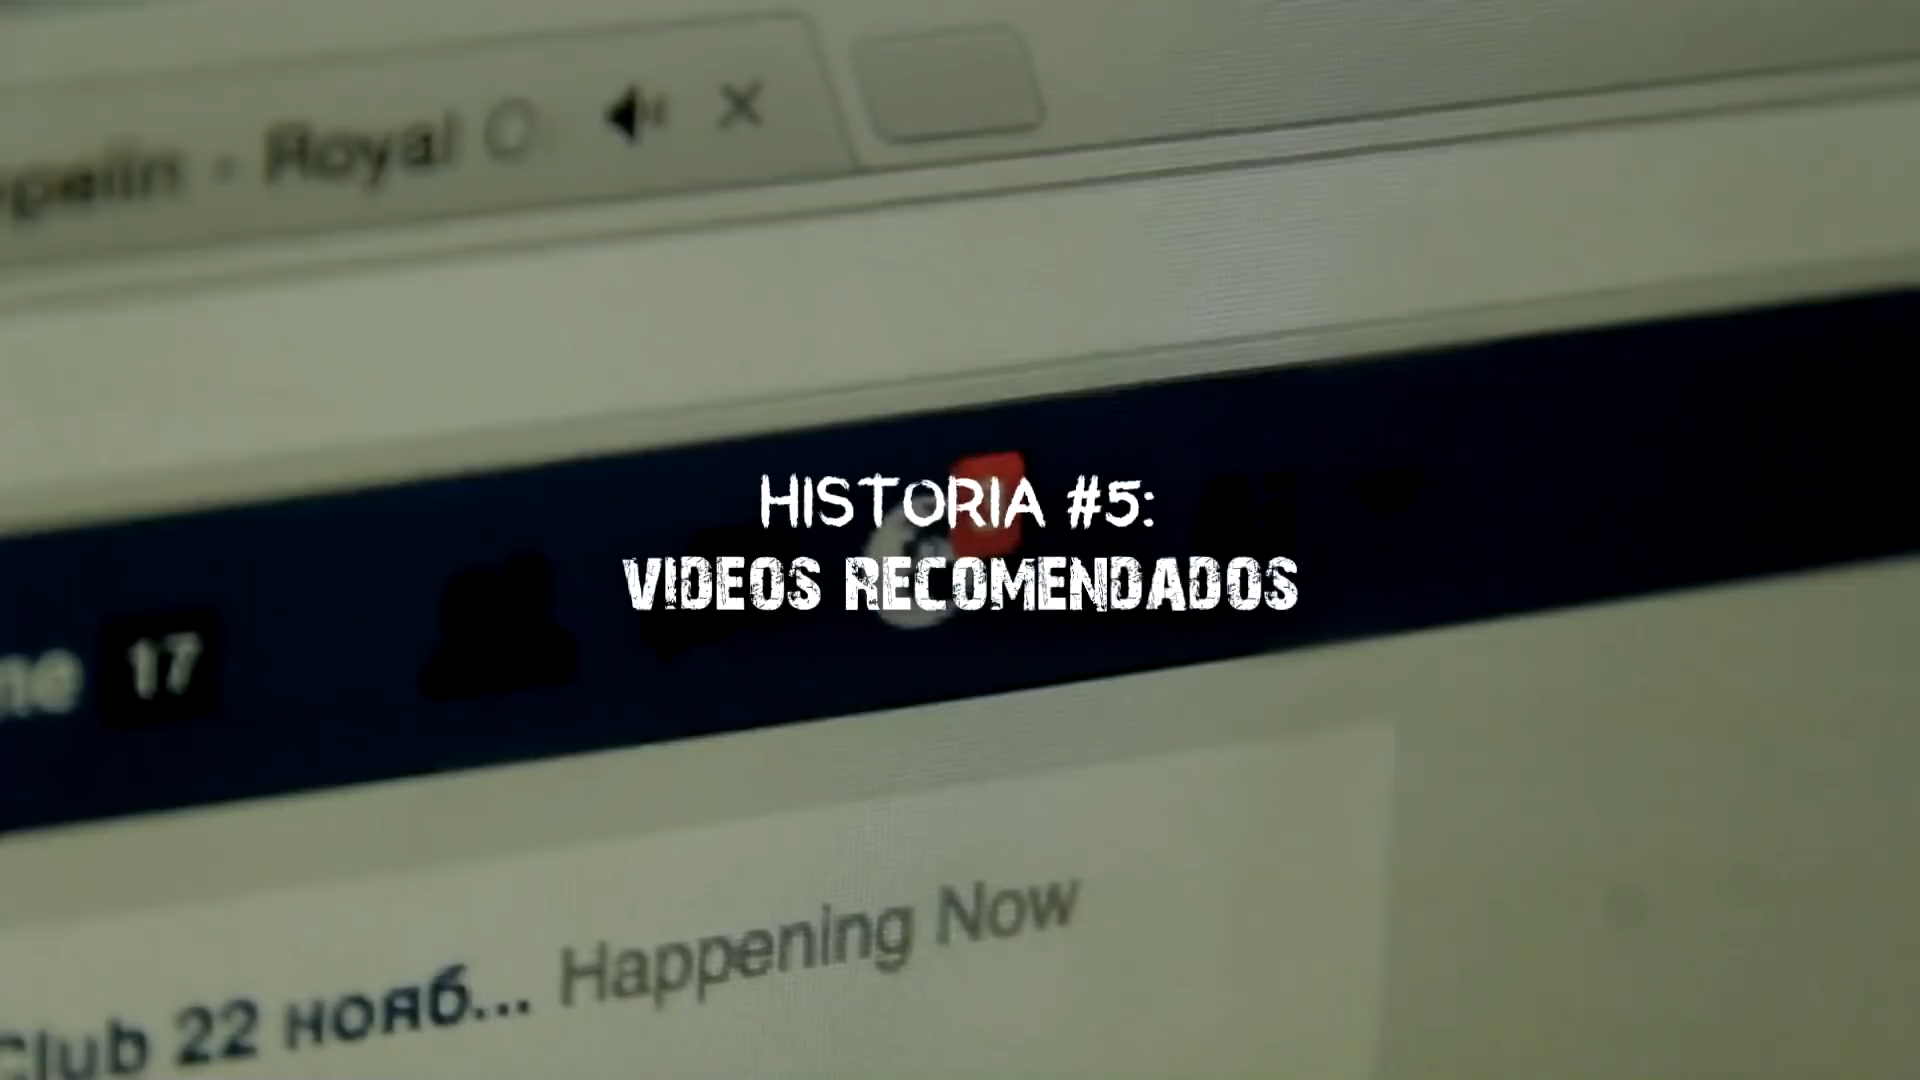 - Royal
HISTORIA #5:
VIDEOS RECOMENDADOS
17
Club 22 нояб... Happening Now